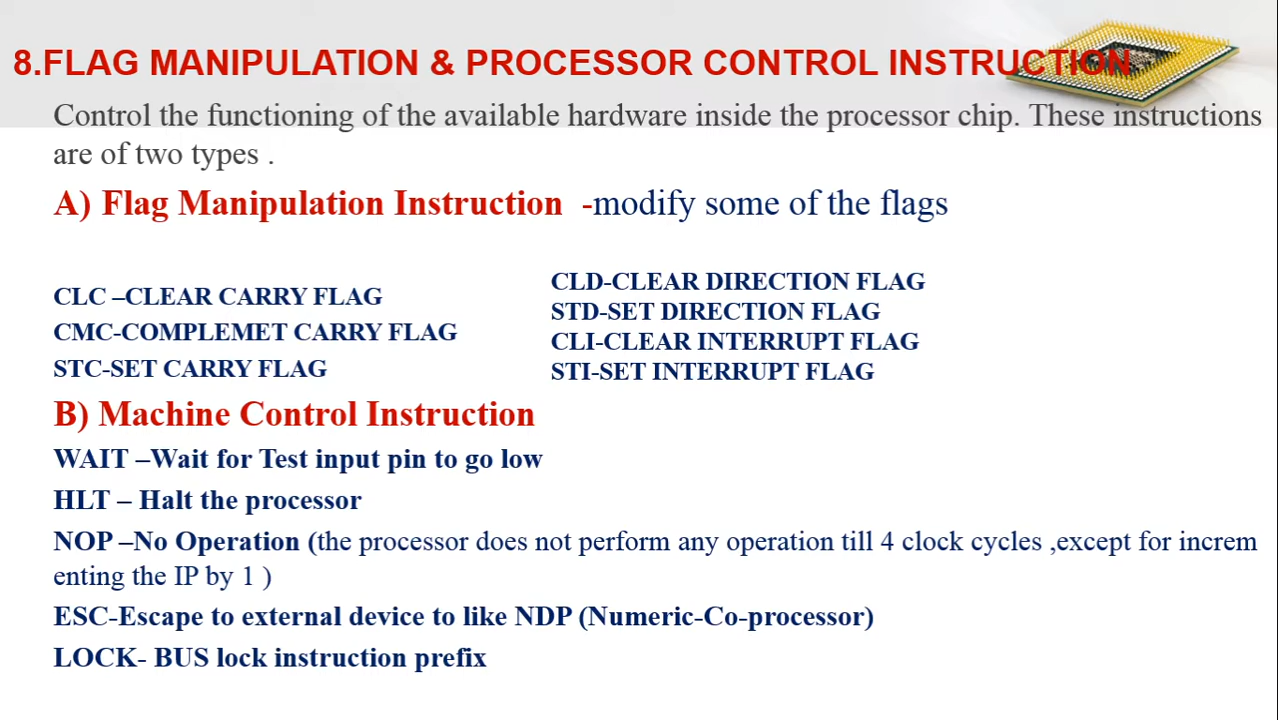 8.FLAG MANIPULATION & PROCESSOR CONTROL INSTRUCTION
Control the functioning of the available hardware inside the processor chip. These instructions
are of two types .
A) Flag Manipulation Instruction -modify some of the flags
CLC –CLEAR CARRY FLAG
CMC-COMPLEMET CARRY FLAG
STC-SET CARRY FLAG
CLD-CLEAR DIRECTION FLAG
STD-SET DIRECTION FLAG
CLI-CLEAR INTERRUPT FLAG
STI-SET INTERRUPT FLAG
B) Machine Control Instruction
WAIT –Wait for Test input pin to go low
HLT – Halt the processor
NOP –No Operation (the processor does not perform any operation till 4 clock cycles ,except for increm
enting the IP by 1 )
ESC-Escape to external device to like NDP (Numeric-Co-processor)
LOCK- BUS lock instruction prefix